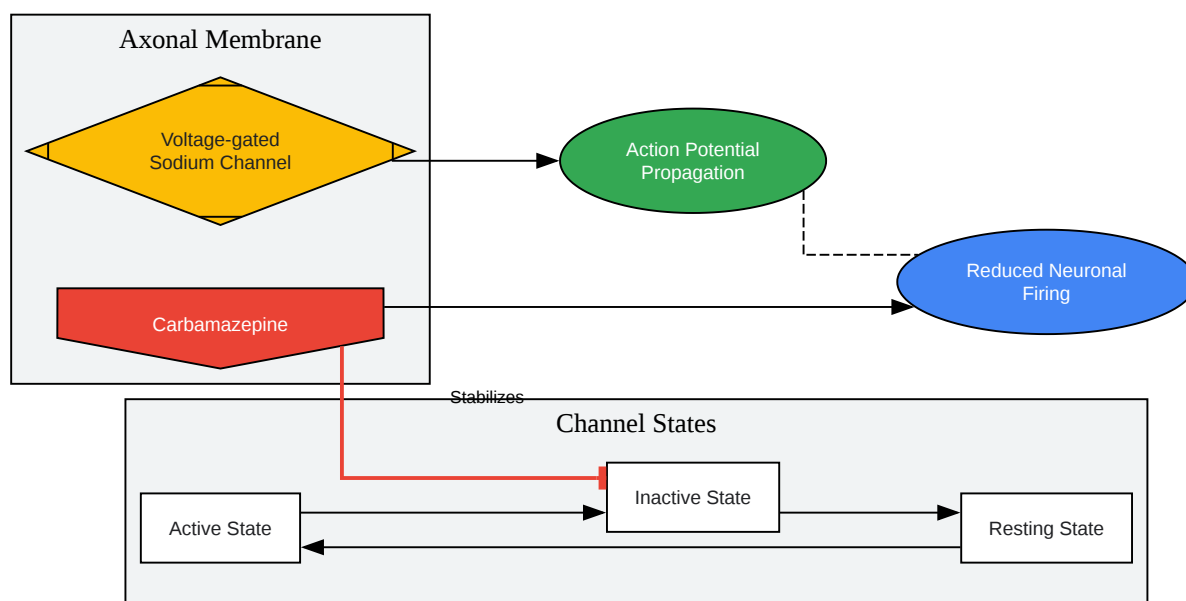 Axonal Membrane
Voltage-gated
Sodium Channel
Action Potential
Propagation
Reduced Neuronal
Firing
Carbamazepine
Stabilizes
Channel States
Inactive State
Active State
Resting State